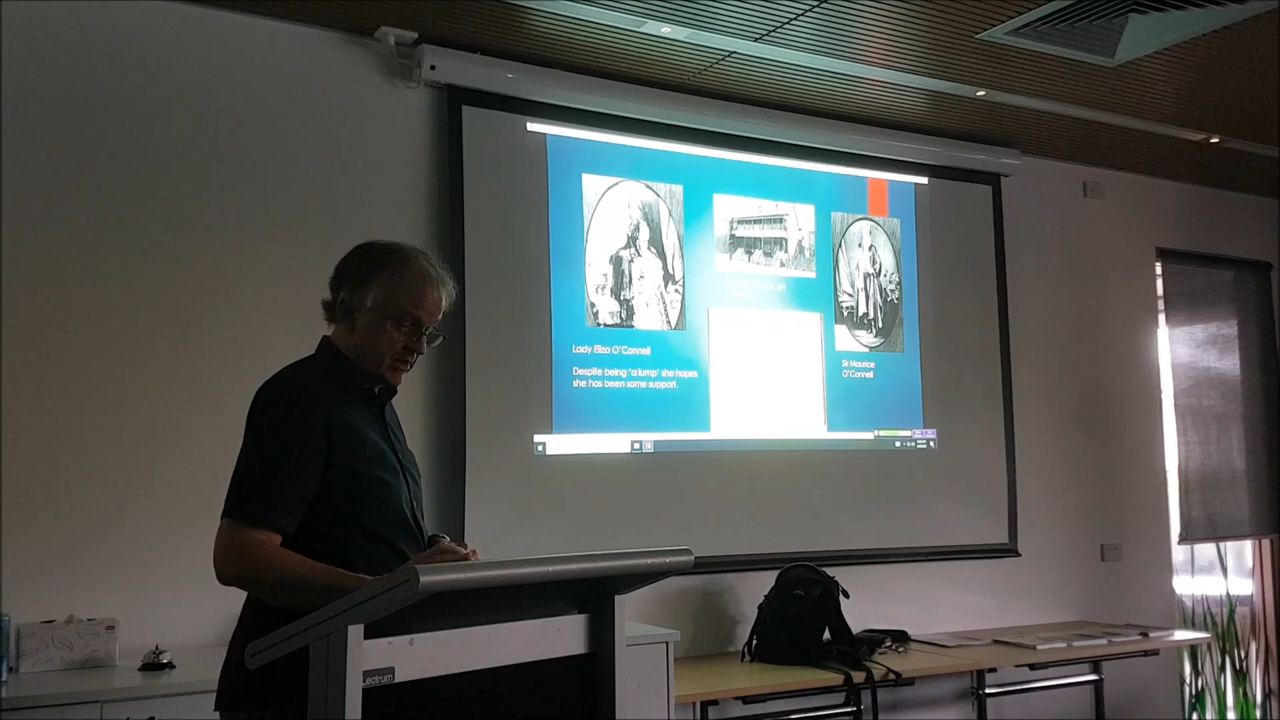 Lady Eliza O'Connell
Despite being 'a lump' she hopes
she has been some support.
Sir Maurice
O'Connell
Lectrum